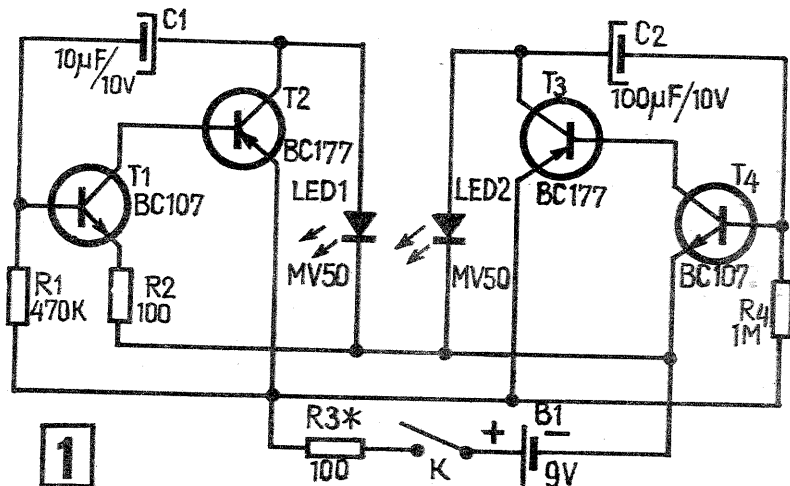 C1
10µF/10V
T2
BC177
T1
BC107
LED1
MV50
R1
470K
R2
100
C2
100µF/10V
T3
BC177
T4
BC107
LED2
MV50
R4
1M
R3*
100
K
+
B1
−
9V
1